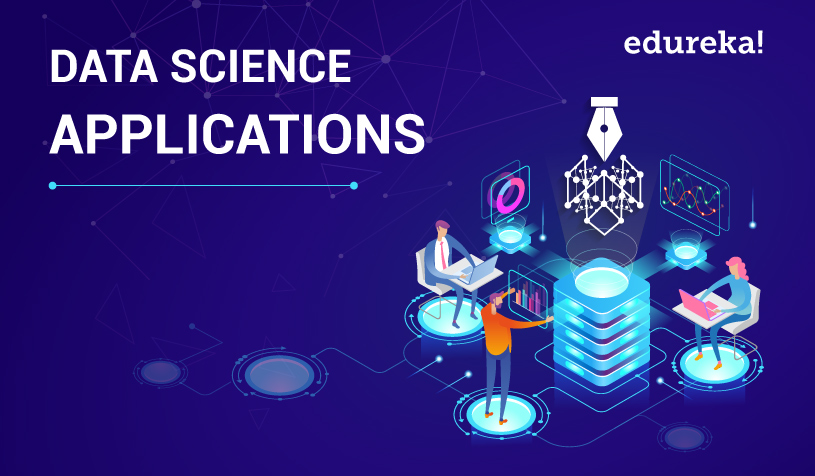 edureka!
DATA SCIENCE
APPLICATIONS